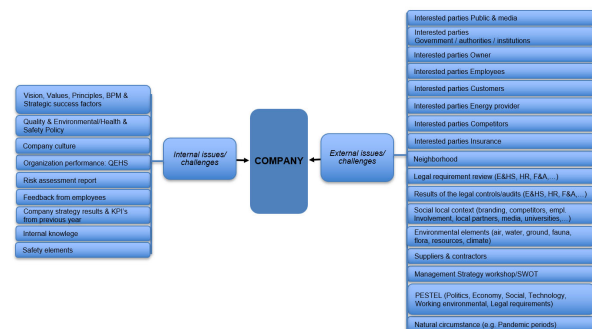 Vision, Values, Principles, BPM &
Strategic success factors
Quality & Environmental/Health &
Safety Policy
Company culture
Organization performance: QEHS
Risk assessment report
Feedback from employees
Company strategy results & KPI's
from previous year
Internal knowlege
Safety elements
Internal issues/
challenges
COMPANY
External issues/
challenges
Interested parties Public & media
Interested parties
Government / authorities / institutions
Interested parties Owner
Interested parties Employees
Interested parties Customers
Interested parties Energy provider
Interested parties Competitors
Interested parties Insurance
Neighborhood
Legal requirement review (E&HS, HR, F&A,...)
Results of the legal controls/audits (E&HS, HR, F&A,...)
Social local context (branding, competitors, empl.
Involvement, local partners, media, universities,...)
Environmental elements (air, water, ground, fauna,
flora, resources, climate)
Suppliers & contractors
Management Strategy workshop/SWOT
PESTEL (Politics, Economy, Social, Technology,
Working environmental, Legal requirements)
Natural circumstance (e.g. Pandemic periods)